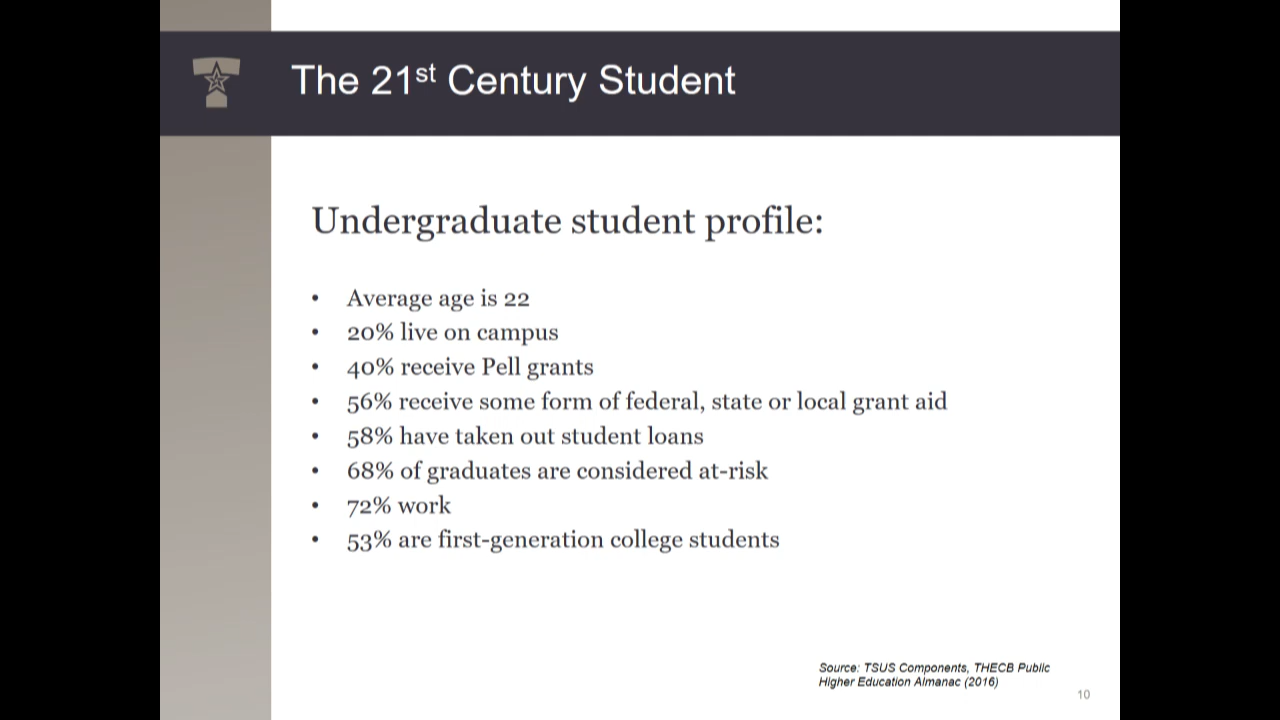 The 21st Century Student
Undergraduate student profile:
• Average age is 22
• 20% live on campus
• 40% receive Pell grants
• 56% receive some form of federal, state or local grant aid
• 58% have taken out student loans
• 68% of graduates are considered at-risk
• 72% work
• 53% are first-generation college students
Source: TSUS Components, THECB Public
Higher Education Almanac (2016)
10